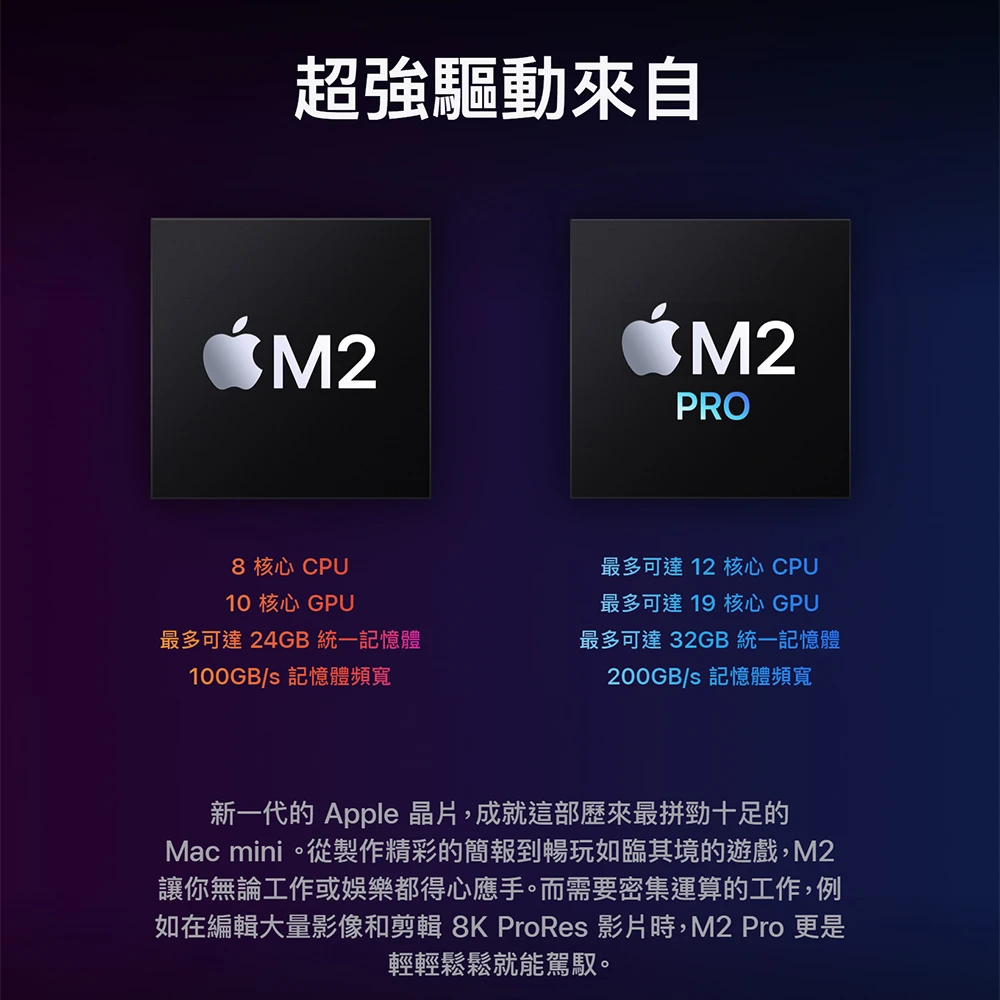 超強驅動來自
M2
M2
PRO
8 核心 CPU
10 核心 GPU
最多可達 24GB 統一記憶體
100GB/s 記憶體頻寬
最多可達 12 核心 CPU
最多可達 19 核心 GPU
最多可達 32GB 統一記憶體
200GB/s 記憶體頻寬
新一代的 Apple 晶片，成就這部歷來最拼勁十足的
Mac mini。從製作精彩的簡報到暢玩如臨其境的遊戲，M2
讓你無論工作或娛樂都得心應手。而需要密集運算的工作，例
如在編輯大量影像和剪輯 8K ProRes 影片時，M2 Pro 更是
輕輕鬆鬆就能駕馭。